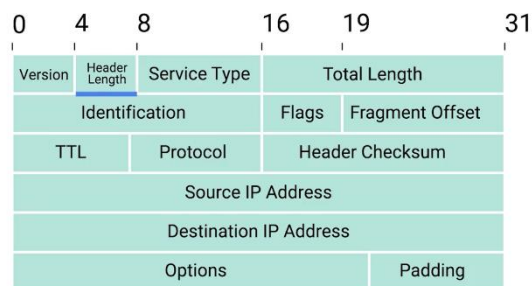 0 4 8 16 19 31
Version Header Length Service Type Total Length
Identification Flags Fragment Offset
TTL Protocol Header Checksum
Source IP Address
Destination IP Address
Options Padding